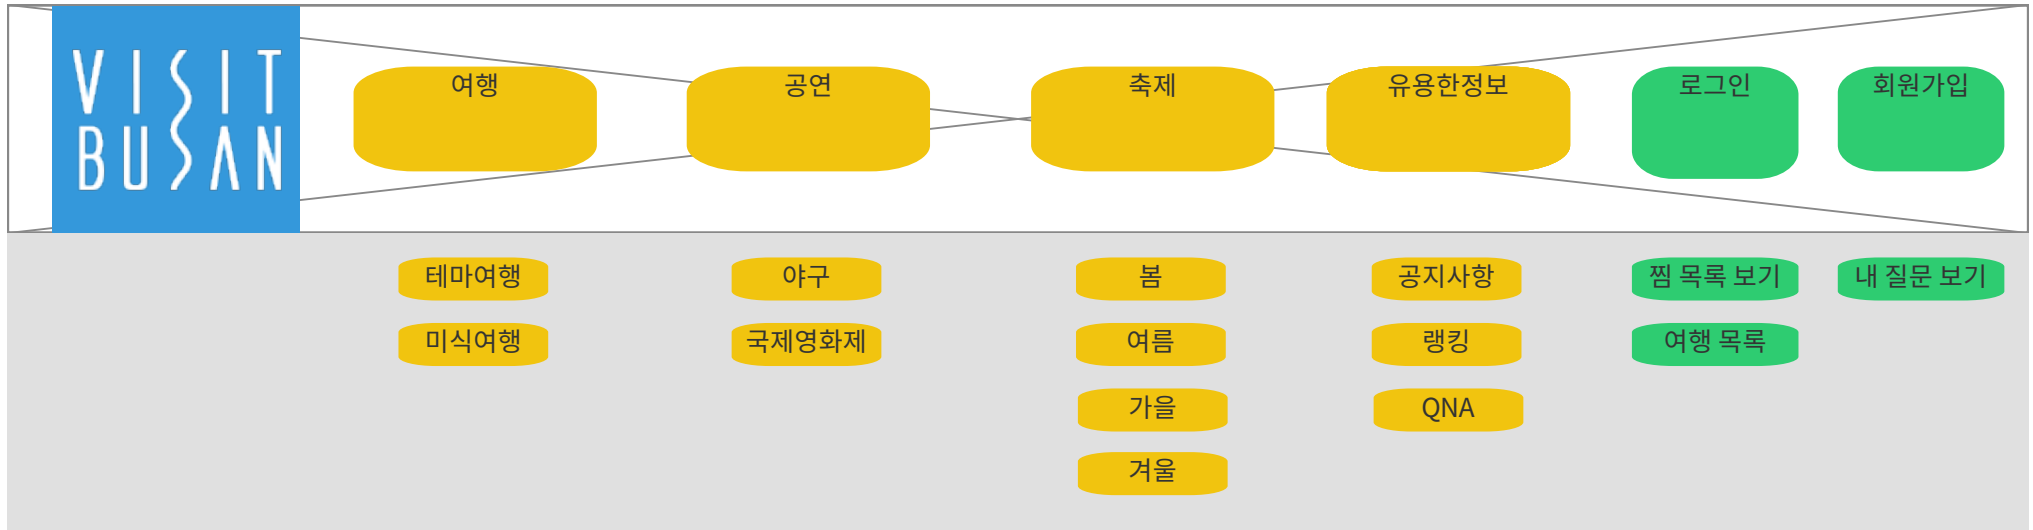 VISIT
BUSAN
여행
공연
축제
유용한정보
로그인
회원가입
테마여행
야구
봄
공지사항
찜 목록 보기
내 질문 보기
미식여행
국제영화제
여름
랭킹
여행 목록
가을
QNA
겨울